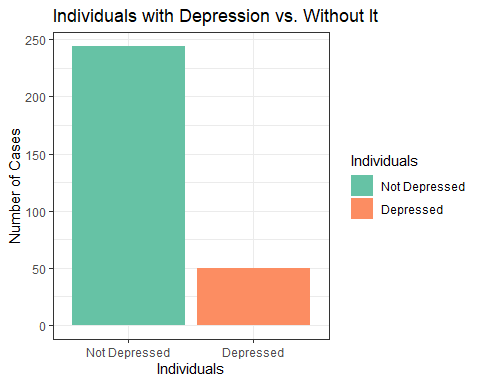 Individuals with Depression vs. Without It
Number of Cases
250
200
150
100
50
0
Not Depressed
Depressed
Individuals
Individuals
Not Depressed
Depressed